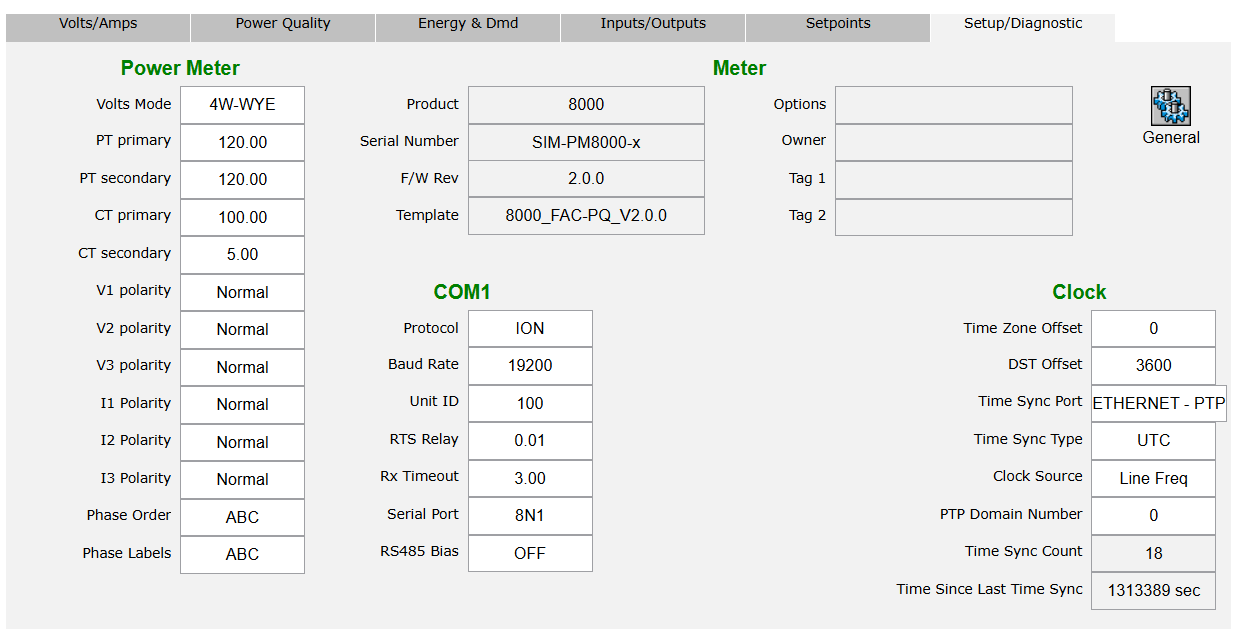 Volts/Amps Power Quality Energy & Dmd Inputs/Outputs Setpoints Setup/Diagnostic
Power Meter
Volts Mode 4W-WYE
PT primary 120.00
PT secondary 120.00
CT primary 100.00
CT secondary 5.00
V1 polarity Normal
V2 polarity Normal
V3 polarity Normal
I1 Polarity Normal
I2 Polarity Normal
I3 Polarity Normal
Phase Order ABC
Phase Labels ABC
Meter
Product 8000
Serial Number SIM-PM8000-x
F/W Rev 2.0.0
Template 8000_FAC-PQ_V2.0.0
Options
Owner
Tag 1
Tag 2
General
COM1
Protocol ION
Baud Rate 19200
Unit ID 100
RTS Relay 0.01
Rx Timeout 3.00
Serial Port 8N1
RS485 Bias OFF
Clock
Time Zone Offset 0
DST Offset 3600
Time Sync Port ETHERNET - PTP
Time Sync Type UTC
Clock Source Line Freq
PTP Domain Number 0
Time Sync Count 18
Time Since Last Time Sync 1313389 sec